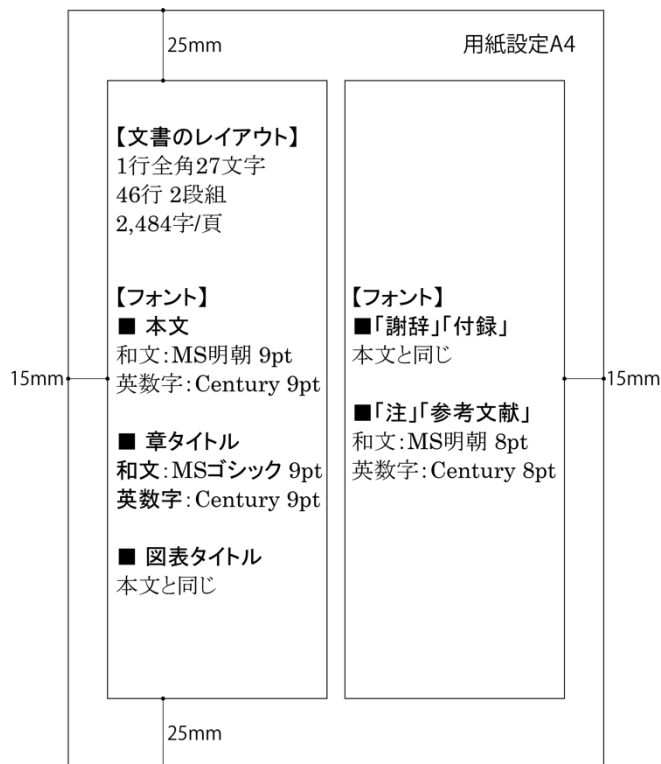 25mm
用紙設定A4
【文書のレイアウト】
1行全角27文字
46行 2段組
2,484字/頁
【フォント】
■ 本文
和文:MS明朝 9pt
英数字:Century 9pt
■ 章タイトル
和文:MSゴシック 9pt
英数字:Century 9pt
■ 図表タイトル
本文と同じ
【フォント】
■「謝辞」「付録」
本文と同じ
■「注」「参考文献」
和文:MS明朝 8pt
英数字:Century 8pt
15mm
15mm
25mm